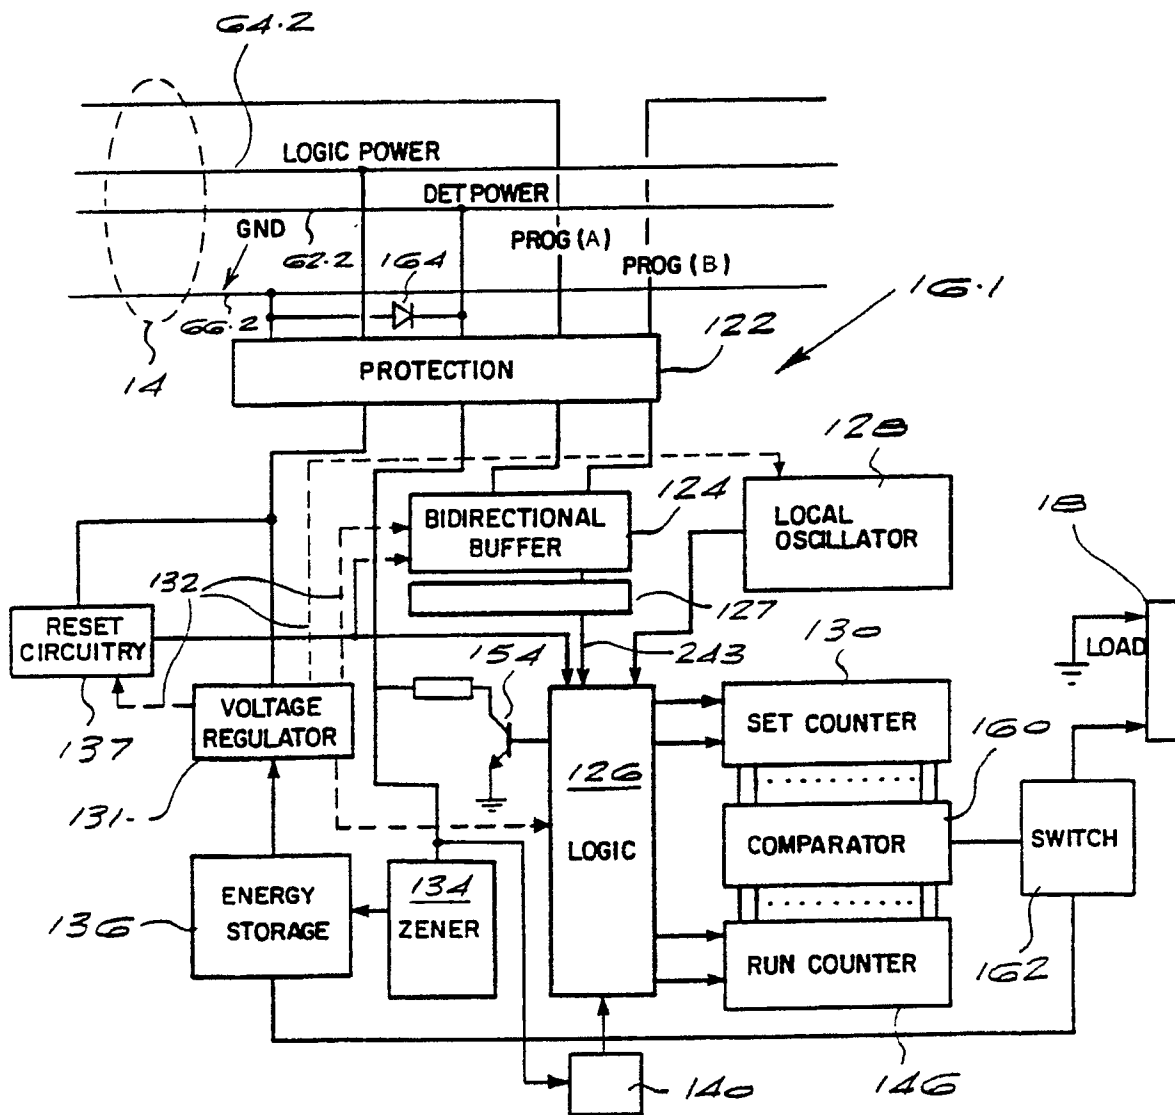 64.2
LOGIC POWER
DET POWER
GND
62.2
164
PROG (A)
PROG (B)
66.2
14
16.1
122
PROTECTION
128
124
BIDIRECTIONAL
BUFFER
LOCAL
OSCILLATOR
18
132
127
RESET
CIRCUITRY
243
130
LOAD
154
137
VOLTAGE
REGULATOR
SET COUNTER
160
131
126
LOGIC
COMPARATOR
SWITCH
136
ENERGY
STORAGE
134
ZENER
RUN COUNTER
162
140
146